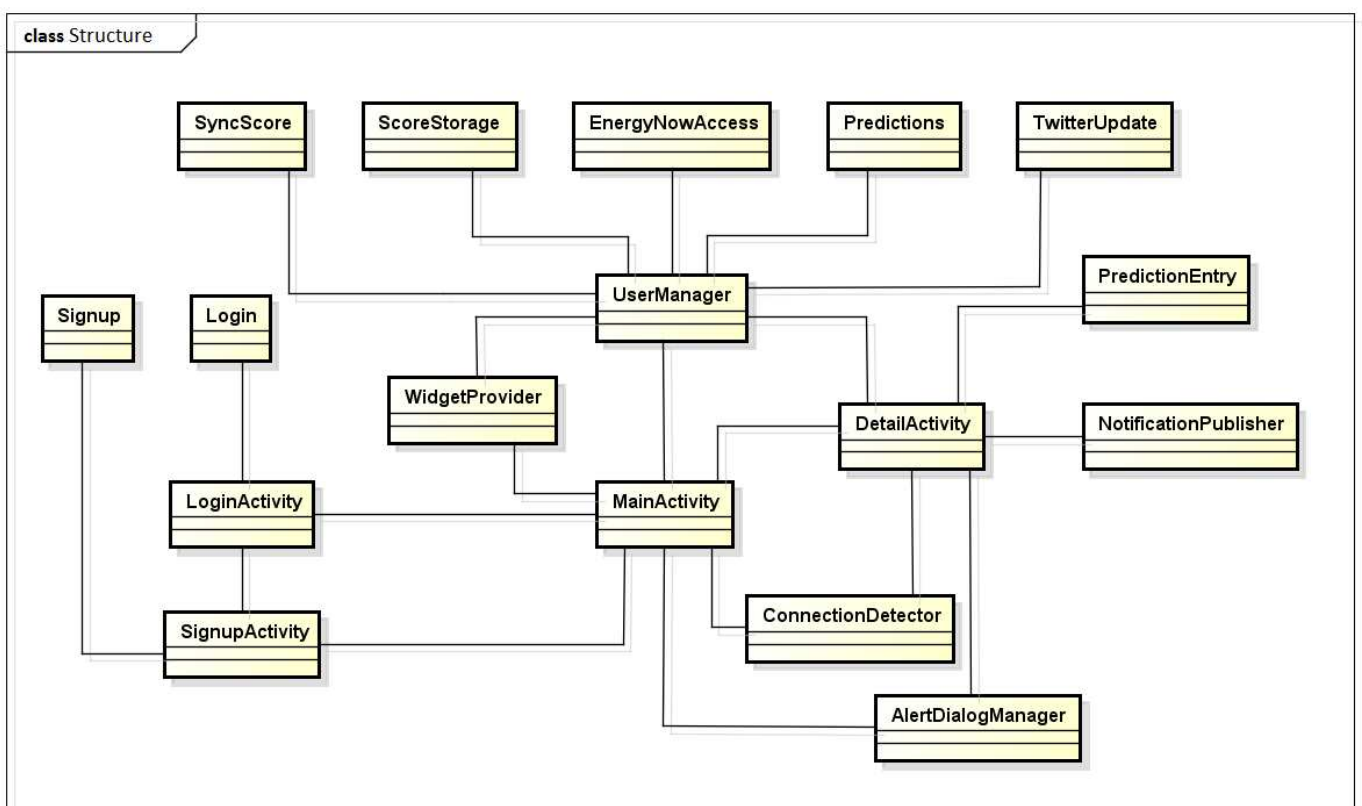 class Structure
SyncScore
ScoreStorage
EnergyNowAccess
Predictions
TwitterUpdate
UserManager
PredictionEntry
Signup
Login
WidgetProvider
DetailActivity
NotificationPublisher
LoginActivity
MainActivity
SignupActivity
ConnectionDetector
AlertDialogManager